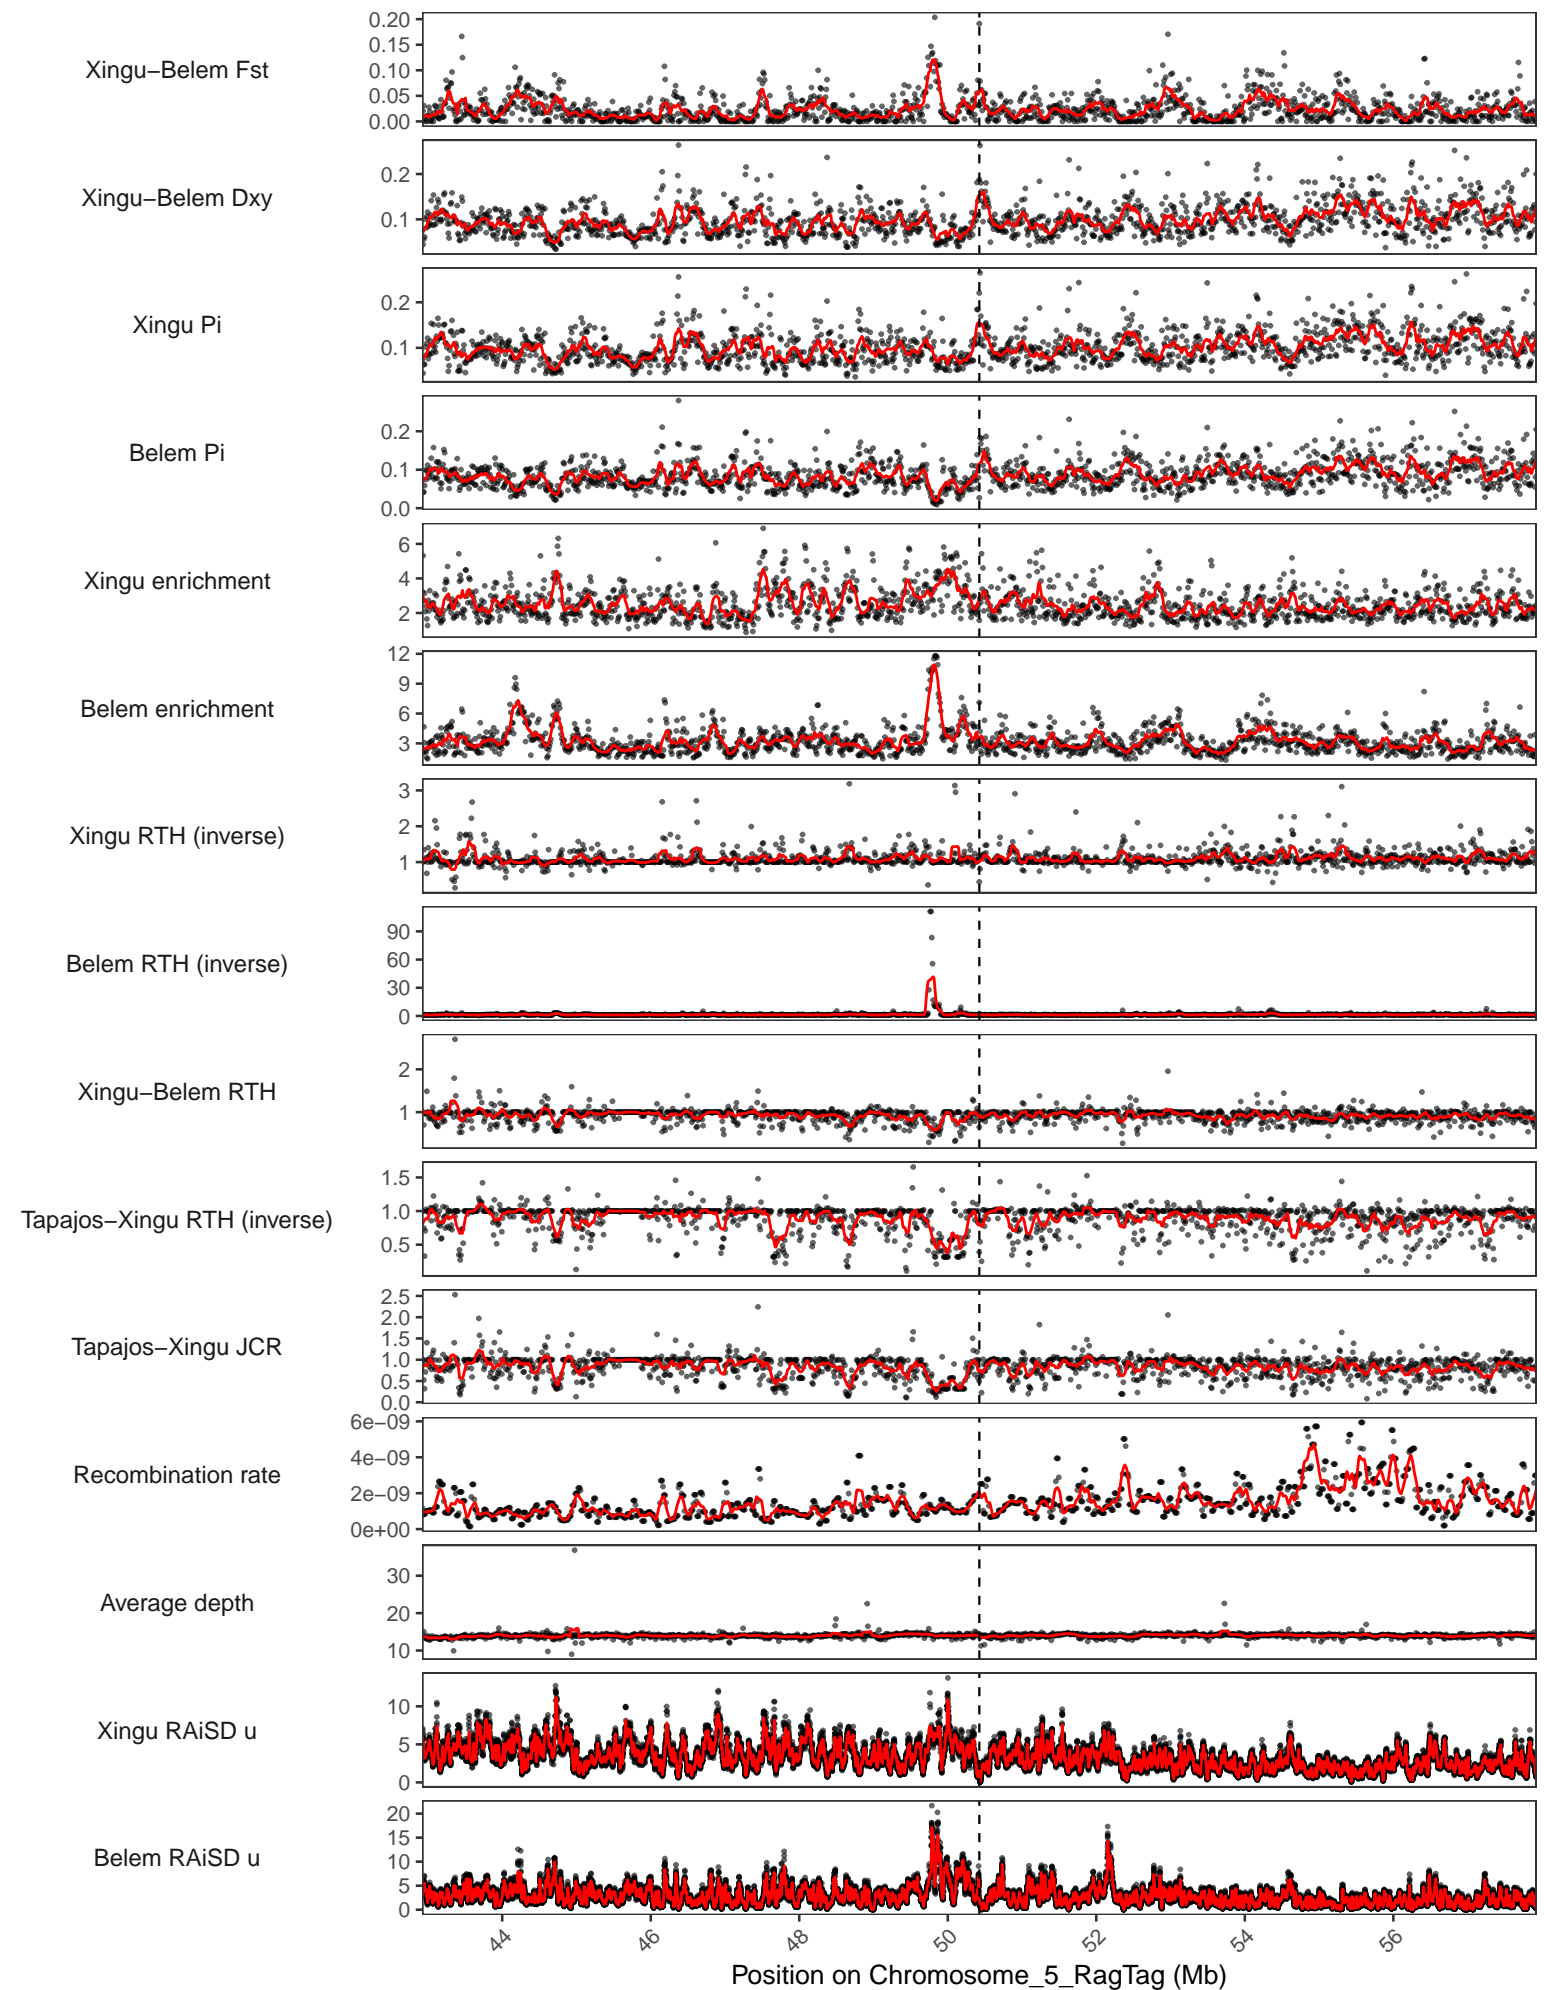 Xingu−Belem Fst
0.20
0.15
0.10
0.05
0.00
Xingu−Belem Dxy
0.2
0.1
Xingu Pi
0.2
0.1
Belem Pi
0.2
0.1
0.0
Xingu enrichment
6
4
2
Belem enrichment
12
9
6
3
Xingu RTH (inverse)
3
2
1
Belem RTH (inverse)
90
60
30
0
Xingu−Belem RTH
2
1
Tapajos−Xingu RTH (inverse)
1.5
1.0
0.5
Tapajos−Xingu JCR
2.5
2.0
1.5
1.0
0.5
0.0
Recombination rate
6e−09
4e−09
2e−09
0e+00
Average depth
30
20
10
Xingu RAiSD u
10
5
0
Belem RAiSD u
20
15
10
5
0
44 46 48 50 52 54 56
Position on Chromosome_5_RagTag (Mb)